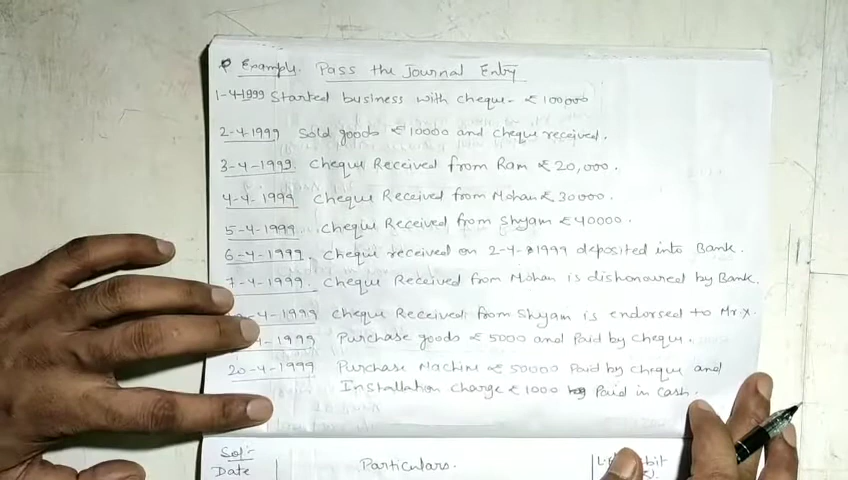 Example. Pass the Journal Entry
1-4-1999 Started business with cheque- ₹ 100000
2-4-1999 Sold goods ₹ 10000 and cheque received.
3-4-1999. Cheque Received from Ram ₹ 20,000.
4-4-1999 Cheque Received from Mohan ₹ 30000.
5-4-1999 Cheque Received from Shyam ₹ 40000.
6-4-1999. Cheque received on 2-4-1999 deposited into Bank.
7-4-1999. Cheque Received from Mohan is dishonoured by Bank.
-4-1999 Cheque Received from Shyam is endorsed to Mr. X.
-4-1999 Purchase goods ₹ 5000 and Paid by cheque.
20-4-1999 Purchase Machine ₹ 50000 Paid by cheque and
Installation charge ₹ 1000 Paid in cash.
Sol:-
Date Particulars.